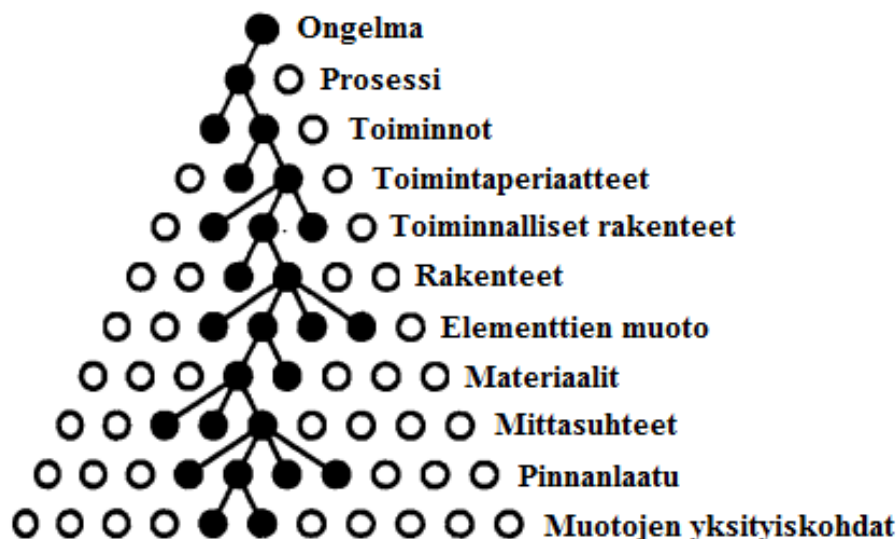 Ongelma
Prosessi
Toiminnot
Toimintaperiaatteet
Toiminnalliset rakenteet
Rakenteet
Elementtien muoto
Materiaalit
Mittasuhteet
Pinnanlaatu
Muotojen yksityiskohdat